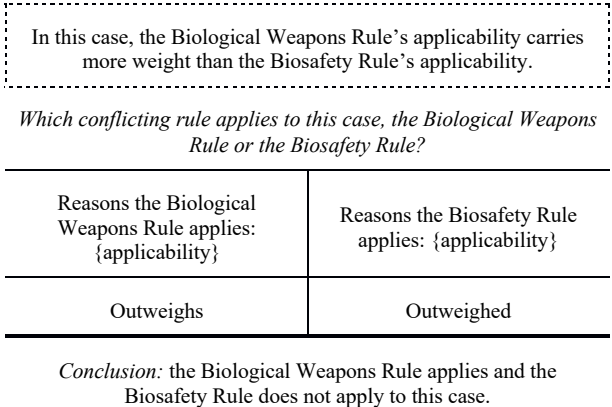 In this case, the Biological Weapons Rule’s applicability carries
more weight than the Biosafety Rule’s applicability.
Which conflicting rule applies to this case, the Biological Weapons
Rule or the Biosafety Rule?
Reasons the Biological
Weapons Rule applies:
{applicability}
Reasons the Biosafety Rule
applies: {applicability}
Outweighs
Outweighed
Conclusion: the Biological Weapons Rule applies and the
Biosafety Rule does not apply to this case.